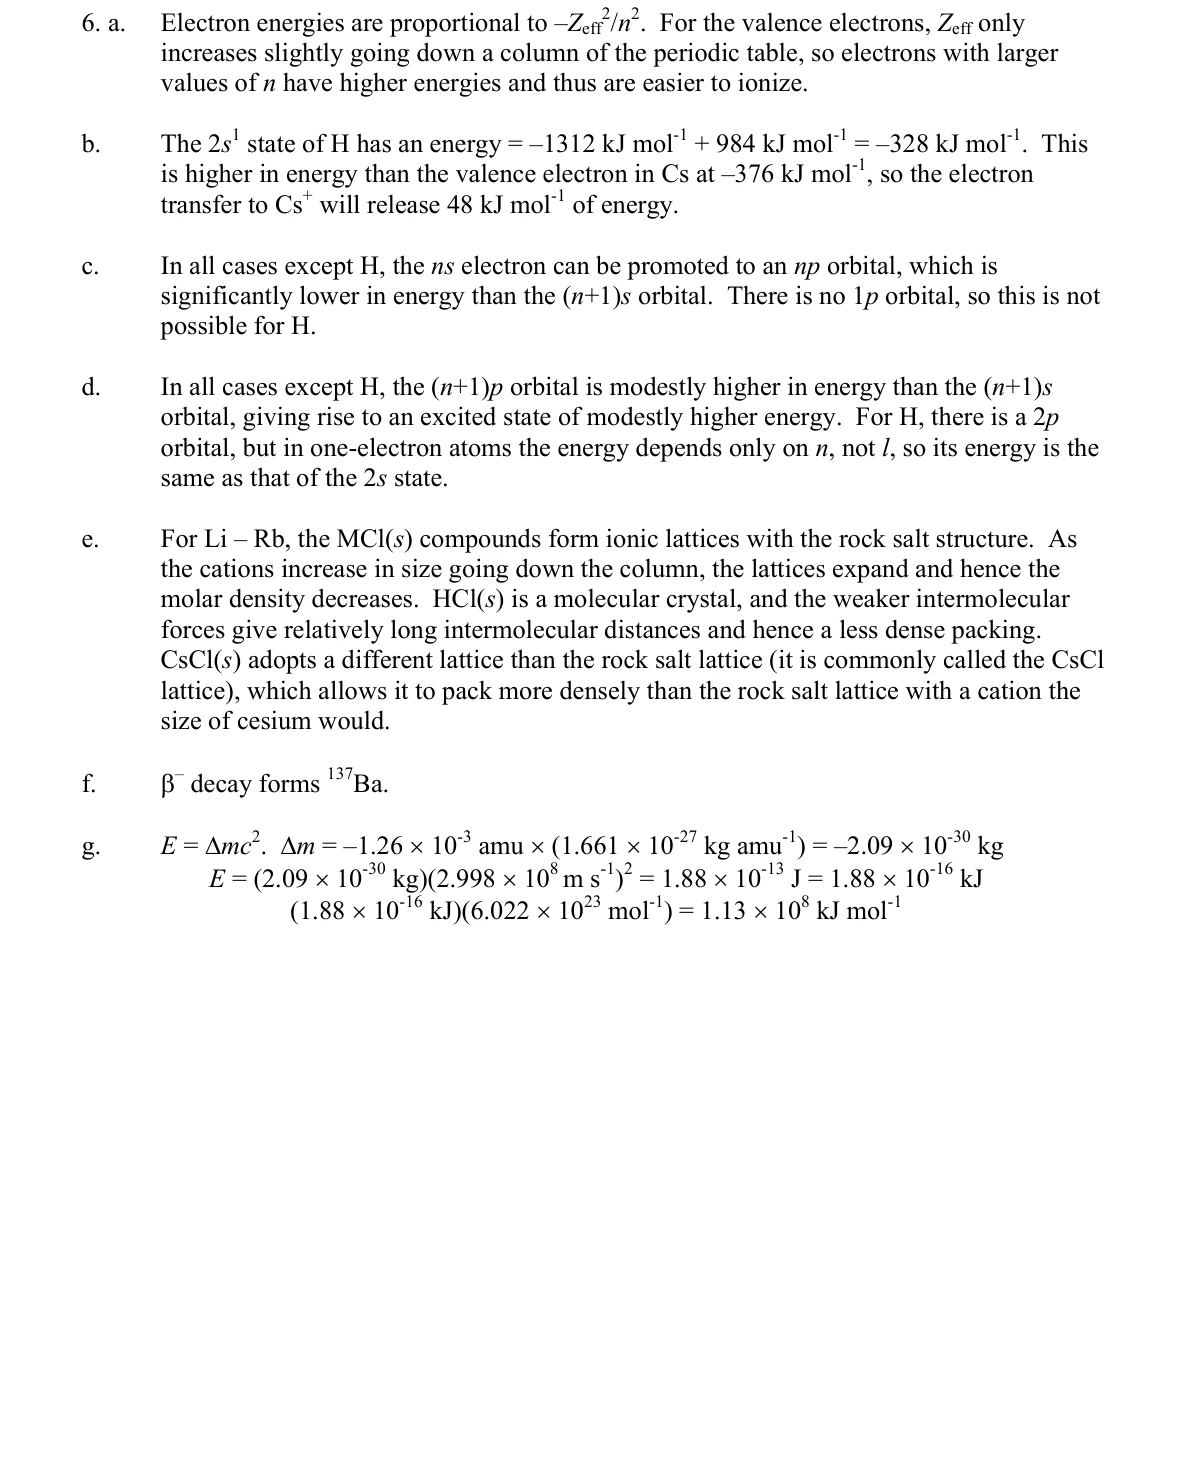 6. a. Electron energies are proportional to –Zeff²/n². For the valence electrons, Zeff only
increases slightly going down a column of the periodic table, so electrons with larger
values of n have higher energies and thus are easier to ionize.
b. The 2s¹ state of H has an energy = –1312 kJ mol⁻¹ + 984 kJ mol⁻¹ = –328 kJ mol⁻¹. This
is higher in energy than the valence electron in Cs at –376 kJ mol⁻¹, so the electron
transfer to Cs⁺ will release 48 kJ mol⁻¹ of energy.
c. In all cases except H, the ns electron can be promoted to an np orbital, which is
significantly lower in energy than the (n+1)s orbital. There is no 1p orbital, so this is not
possible for H.
d. In all cases except H, the (n+1)p orbital is modestly higher in energy than the (n+1)s
orbital, giving rise to an excited state of modestly higher energy. For H, there is a 2p
orbital, but in one-electron atoms the energy depends only on n, not l, so its energy is the
same as that of the 2s state.
e. For Li – Rb, the MCl(s) compounds form ionic lattices with the rock salt structure. As
the cations increase in size going down the column, the lattices expand and hence the
molar density decreases. HCl(s) is a molecular crystal, and the weaker intermolecular
forces give relatively long intermolecular distances and hence a less dense packing.
CsCl(s) adopts a different lattice than the rock salt lattice (it is commonly called the CsCl
lattice), which allows it to pack more densely than the rock salt lattice with a cation the
size of cesium would.
f. β⁻ decay forms ¹³⁷Ba.
g. E = Δmc². Δm = –1.26 × 10⁻³ amu × (1.661 × 10⁻²⁷ kg amu⁻¹) = –2.09 × 10⁻³⁰ kg
E = (2.09 × 10⁻³⁰ kg)(2.998 × 10⁸ m s⁻¹)² = 1.88 × 10⁻¹³ J = 1.88 × 10⁻¹⁶ kJ
(1.88 × 10⁻¹⁶ kJ)(6.022 × 10²³ mol⁻¹) = 1.13 × 10⁸ kJ mol⁻¹